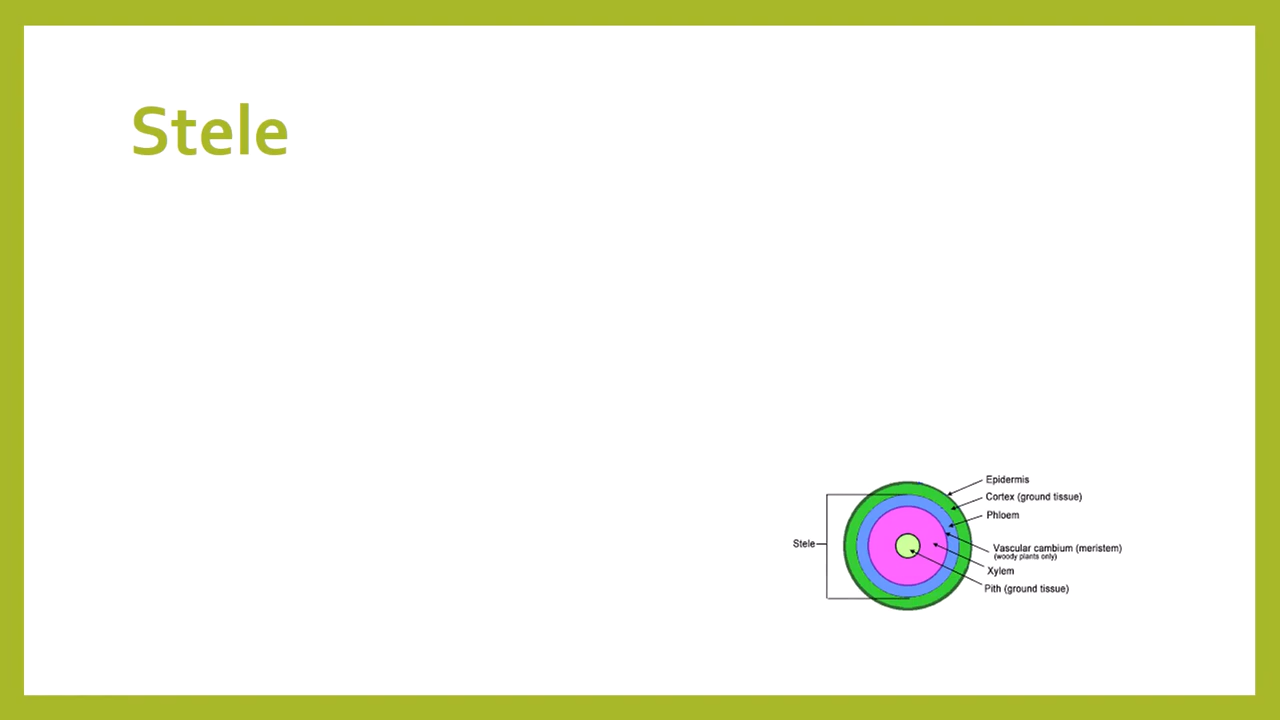 Stele
Epidermis
Cortex (ground tissue)
Phloem
Stele
Vascular cambium (meristem)
(woody plants only)
Xylem
Pith (ground tissue)